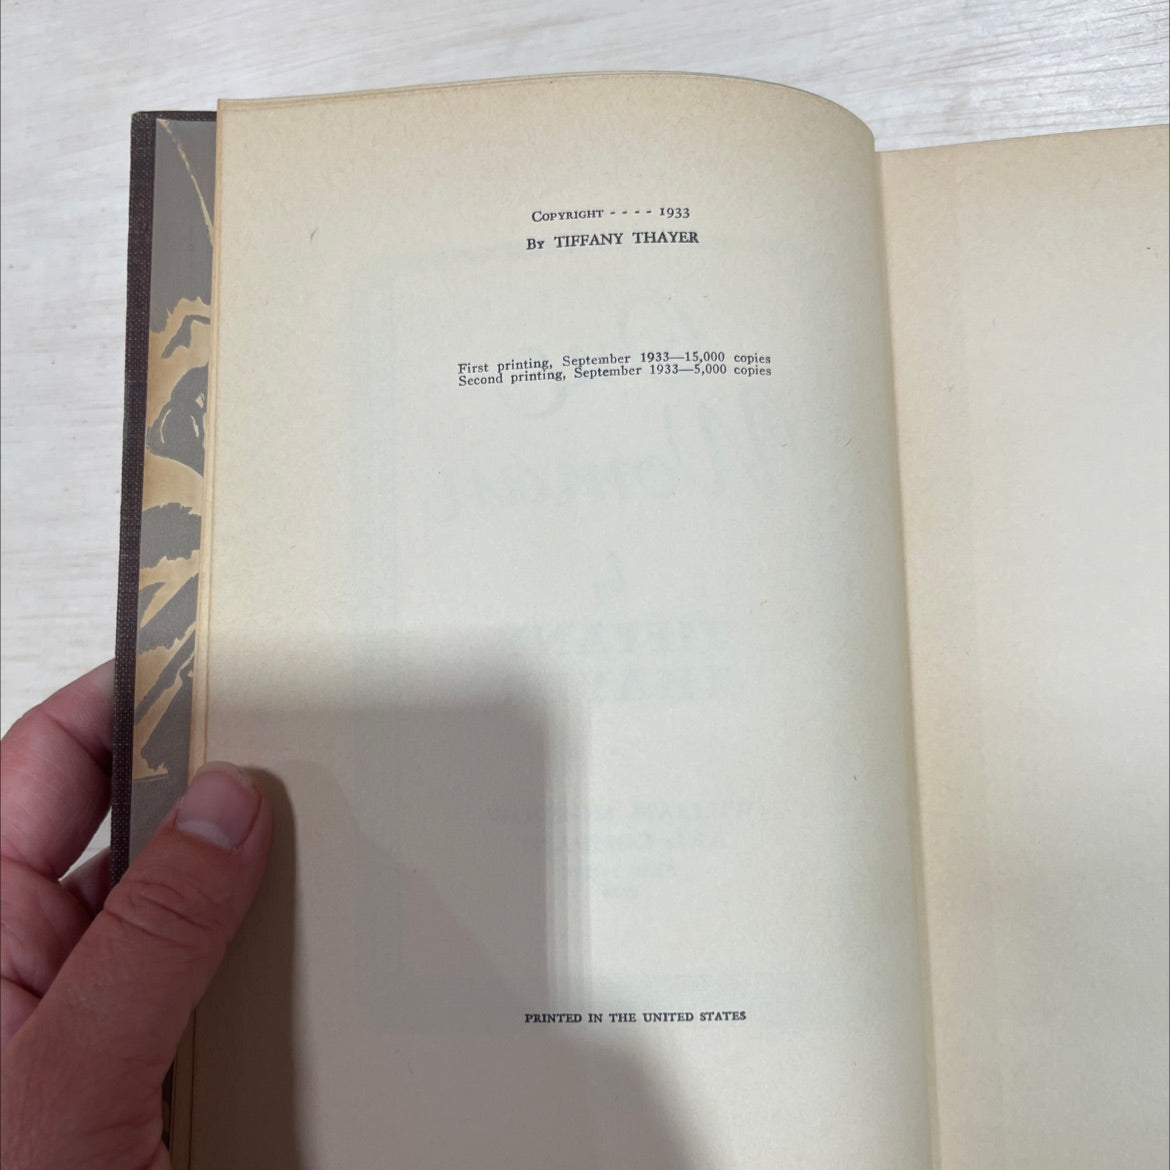 Copyright - - - - 1933
By TIFFANY THAYER
First printing, September 1933—15,000 copies
Second printing, September 1933—5,000 copies
PRINTED IN THE UNITED STATES